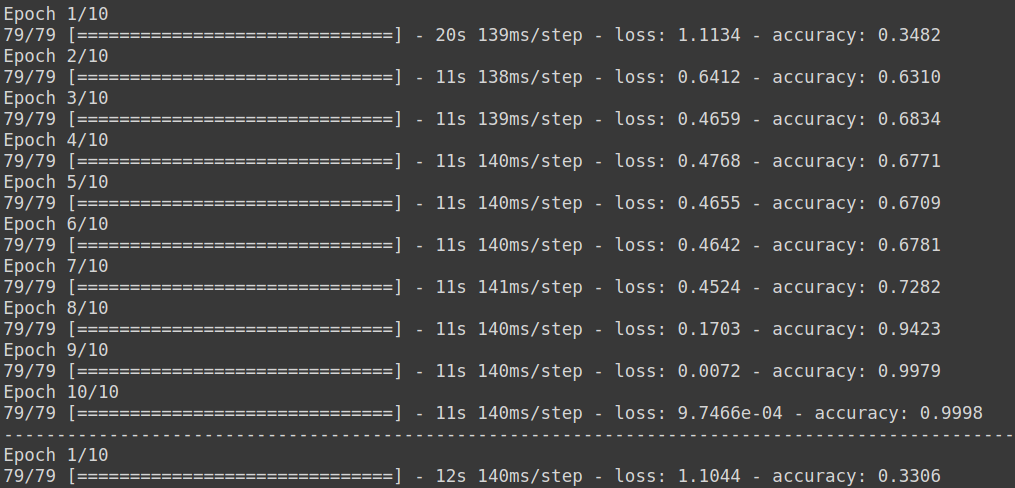 Epoch 1/10
79/79 [==============================] - 20s 139ms/step - loss: 1.1134 - accuracy: 0.3482
Epoch 2/10
79/79 [==============================] - 11s 138ms/step - loss: 0.6412 - accuracy: 0.6310
Epoch 3/10
79/79 [==============================] - 11s 139ms/step - loss: 0.4659 - accuracy: 0.6834
Epoch 4/10
79/79 [==============================] - 11s 140ms/step - loss: 0.4768 - accuracy: 0.6771
Epoch 5/10
79/79 [==============================] - 11s 140ms/step - loss: 0.4655 - accuracy: 0.6709
Epoch 6/10
79/79 [==============================] - 11s 140ms/step - loss: 0.4642 - accuracy: 0.6781
Epoch 7/10
79/79 [==============================] - 11s 141ms/step - loss: 0.4524 - accuracy: 0.7282
Epoch 8/10
79/79 [==============================] - 11s 140ms/step - loss: 0.1703 - accuracy: 0.9423
Epoch 9/10
79/79 [==============================] - 11s 140ms/step - loss: 0.0072 - accuracy: 0.9979
Epoch 10/10
79/79 [==============================] - 11s 140ms/step - loss: 9.7466e-04 - accuracy: 0.9998
------------------------------------------------------------------------------------------------
Epoch 1/10
79/79 [==============================] - 12s 140ms/step - loss: 1.1044 - accuracy: 0.3306